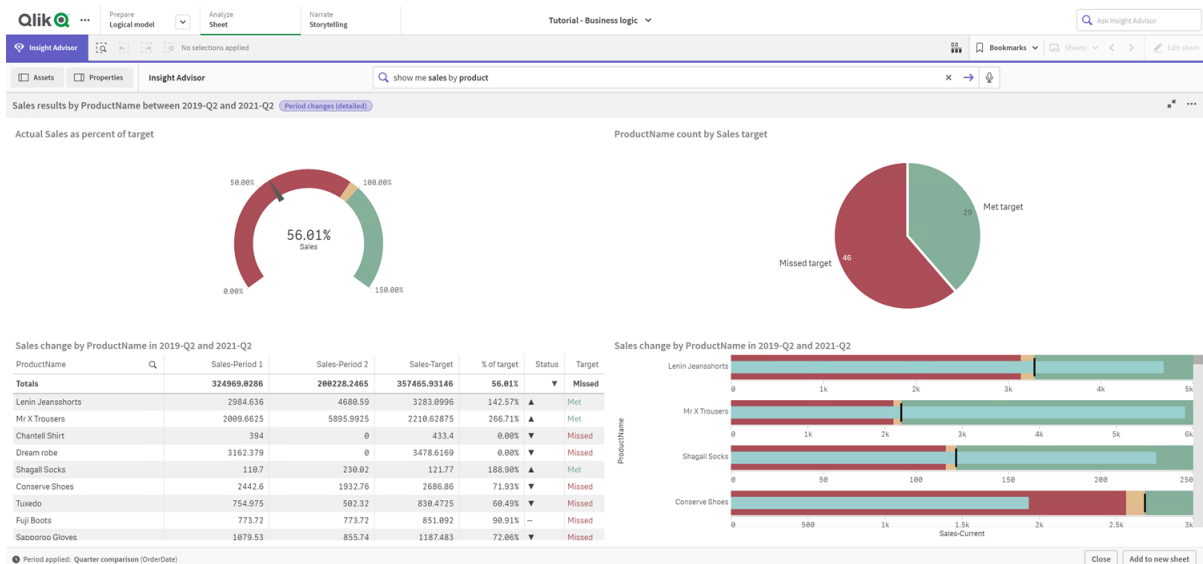 Qlik
Prepare
Logical model
Analyze
Sheet
Narrate
Storytelling
Tutorial - Business logic
Ask Insight Advisor
Insight Advisor
No selections applied
Bookmarks
Sheets
Edit sheet
Assets
Properties
Insight Advisor
show me sales by product
Sales results by ProductName between 2019-Q2 and 2021-Q2 Period changes (detailed)
Actual Sales as percent of target
50.00%
100.00%
56.01%
Sales
0.00%
150.00%
ProductName count by Sales target
29
Met target
Missed target
46
Sales change by ProductName in 2019-Q2 and 2021-Q2
ProductName Sales-Period 1 Sales-Period 2 Sales-Target % of target Status Target
Totals 324969.0286 200228.2465 357465.93146 56.01% ▼ Missed
Lenin Jeansshorts 2984.636 4680.59 3283.0996 142.57% ▲ Met
Mr X Trousers 2009.6625 5895.9925 2210.62875 266.71% ▲ Met
Chantell Shirt 394 0 433.4 0.00% ▼ Missed
Dream robe 3162.379 0 3478.6169 0.00% ▼ Missed
Shagall Socks 110.7 230.02 121.77 188.90% ▲ Met
Conserve Shoes 2442.6 1932.76 2686.86 71.93% ▼ Missed
Tuxedo 754.975 502.32 830.4725 60.49% ▼ Missed
Fuji Boots 773.72 773.72 851.092 90.91% -- Missed
Sapporoo Gloves 1079.53 855.74 1187.483 72.06% ▼ Missed
Sales change by ProductName in 2019-Q2 and 2021-Q2
ProductName
Lenin Jeansshorts
0 1k 2k 3k 4k 5k
Mr X Trousers
0 1k 2k 3k 4k 6k
Shagall Socks
0 50 100 150 200 250
Conserve Shoes
0 500 1k 1.5k 2k 2.5k 3k
Sales-Current
Period applied: Quarter comparison (OrderDate)
Close
Add to new sheet